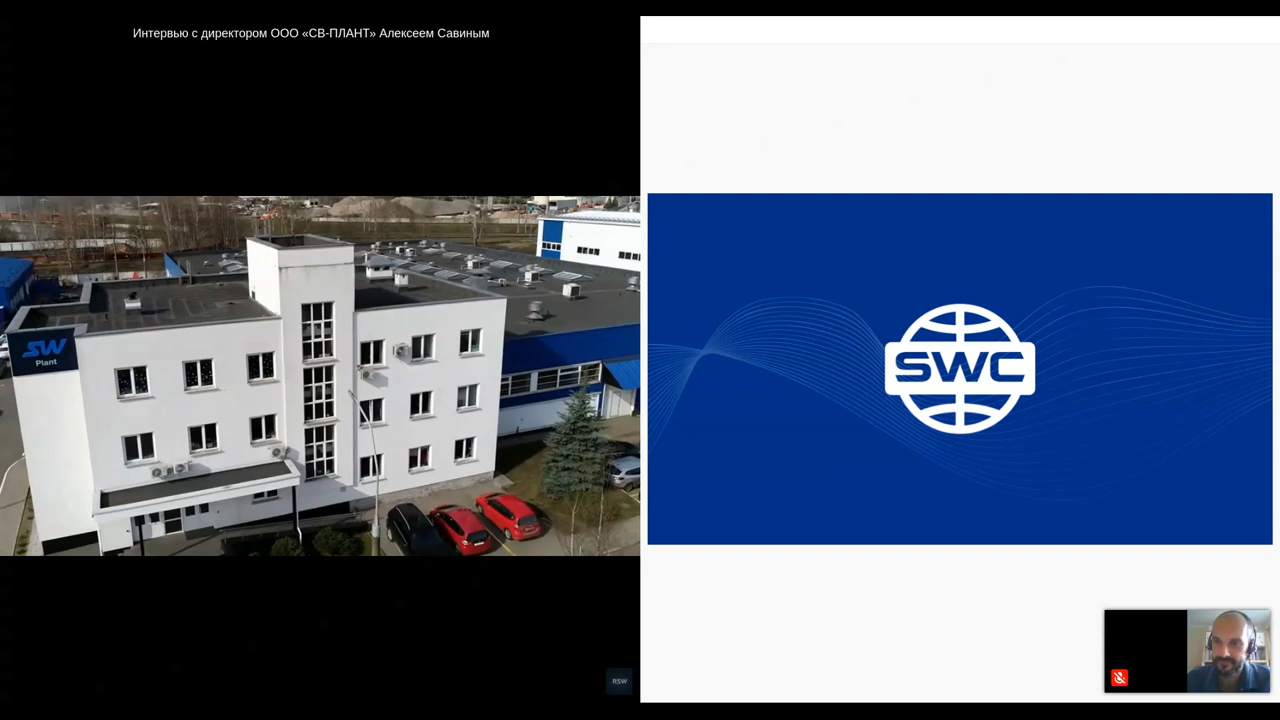 Интервью с директором ООО «СВ-ПЛАНТ» Алексеем Савиным
SW
Plant
SWC
RSW